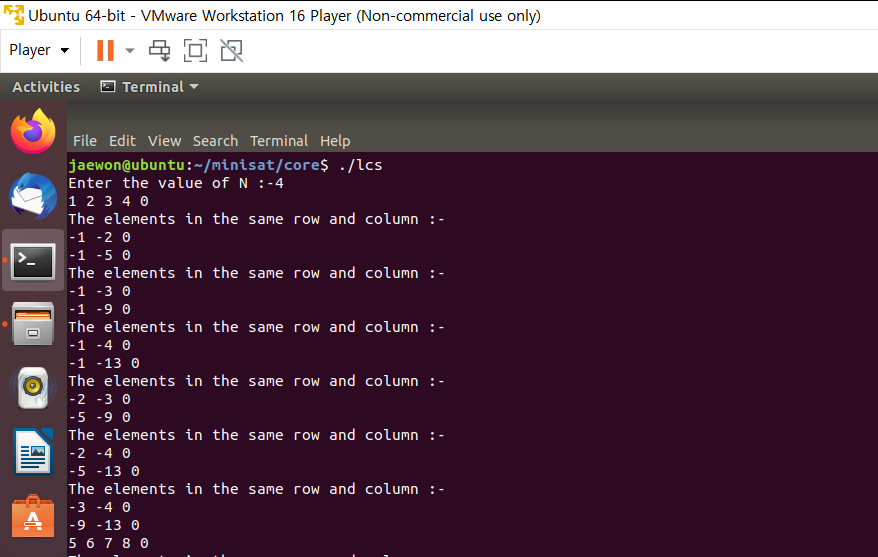 Ubuntu 64-bit - VMware Workstation 16 Player (Non-commercial use only)
Player
Activities Terminal
File Edit View Search Terminal Help
jaewon@ubuntu:~/minisat/core$ ./lcs
Enter the value of N :-4
1 2 3 4 0
The elements in the same row and column :-
-1 -2 0
-1 -5 0
The elements in the same row and column :-
-1 -3 0
-1 -9 0
The elements in the same row and column :-
-1 -4 0
-1 -13 0
The elements in the same row and column :-
-2 -3 0
-5 -9 0
The elements in the same row and column :-
-2 -4 0
-5 -13 0
The elements in the same row and column :-
-3 -4 0
-9 -13 0
5 6 7 8 0